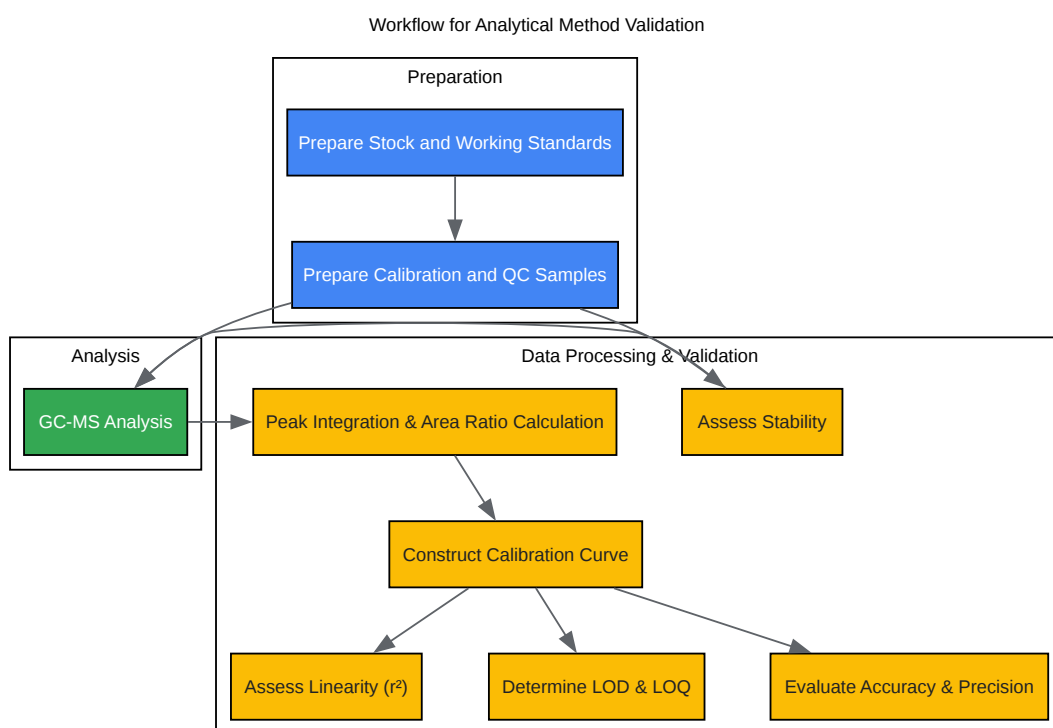 Workflow for Analytical Method Validation
Preparation
Prepare Stock and Working Standards
Prepare Calibration and QC Samples
Analysis
GC-MS Analysis
Data Processing & Validation
Peak Integration & Area Ratio Calculation
Assess Stability
Construct Calibration Curve
Assess Linearity (r²)
Determine LOD & LOQ
Evaluate Accuracy & Precision